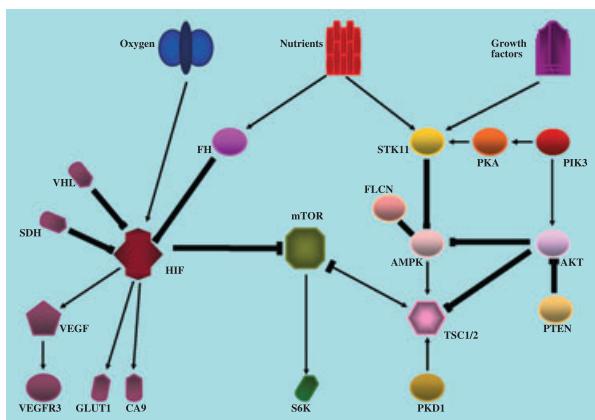 Oxygen
Nutrients
Growth
factors
FH
STK11
PKA
PIK3
VHL
FLCN
SDH
mTOR
HIF
AMPK
AKT
VEGF
TSC1/2
PTEN
VEGFR3
GLUT1
CA9
S6K
PKD1